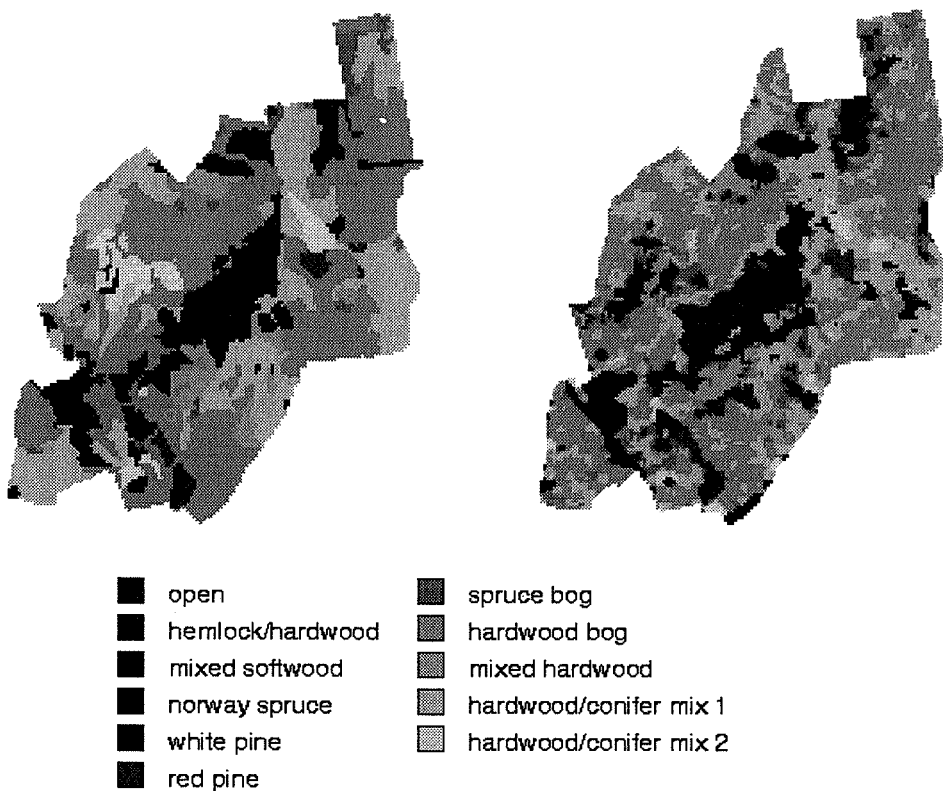 open
hemlock/hardwood
mixed softwood
norway spruce
white pine
red pine
spruce bog
hardwood bog
mixed hardwood
hardwood/conifer mix 1
hardwood/conifer mix 2